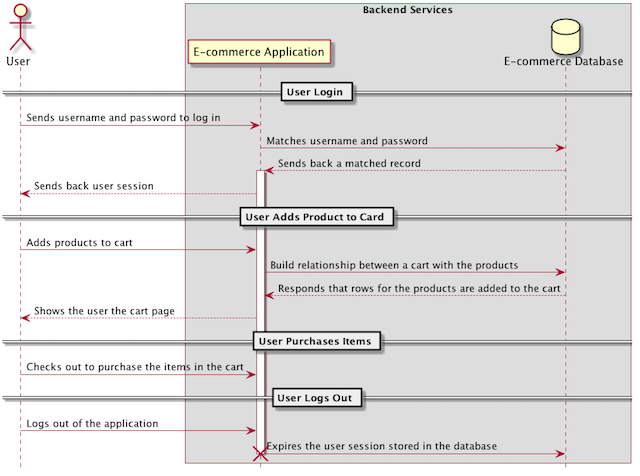 Backend Services
User
E-commerce Application
E-commerce Database
User Login
Sends username and password to log in
Matches username and password
Sends back a matched record
Sends back user session
User Adds Product to Card
Adds products to cart
Build relationship between a cart with the products
Responds that rows for the products are added to the cart
Shows the user the cart page
User Purchases Items
Checks out to purchase the items in the cart
User Logs Out
Logs out of the application
Expires the user session stored in the database